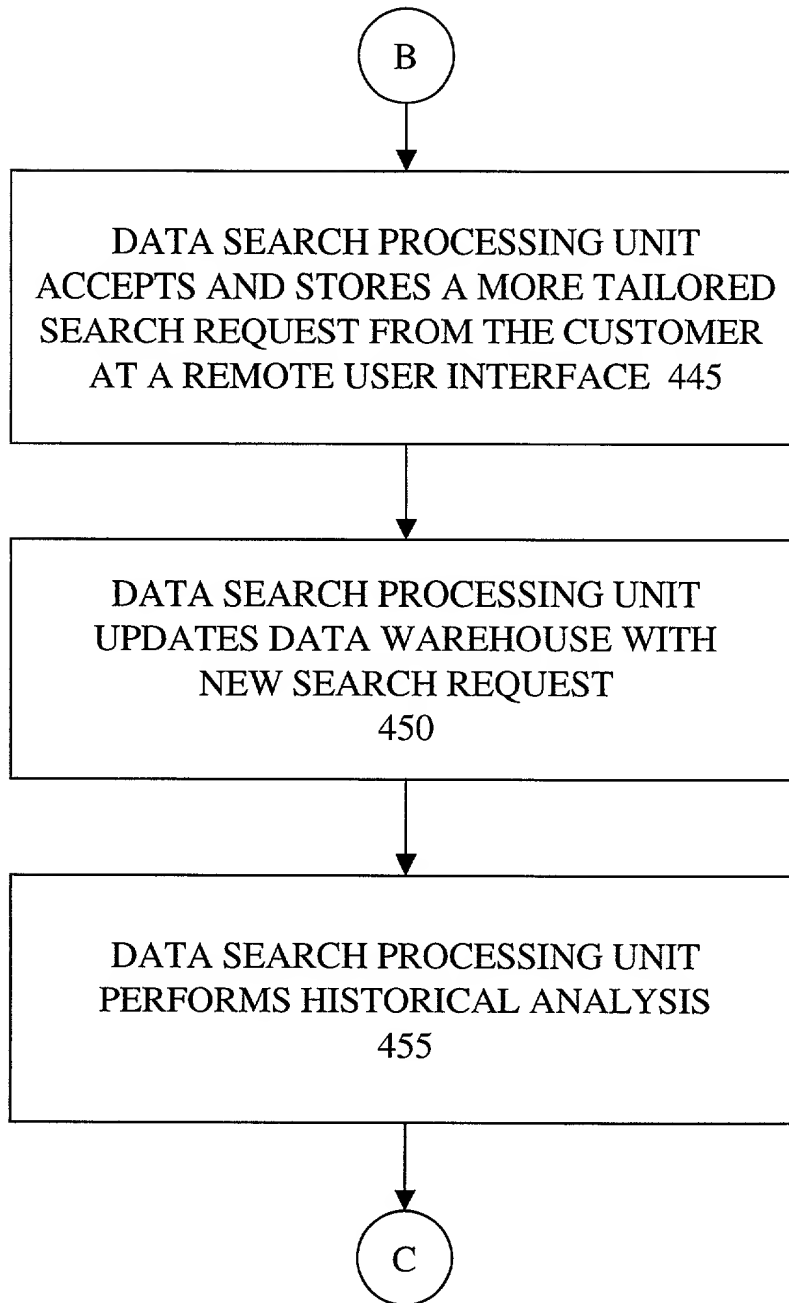 B
DATA SEARCH PROCESSING UNIT
ACCEPTS AND STORES A MORE TAILORED
SEARCH REQUEST FROM THE CUSTOMER
AT A REMOTE USER INTERFACE 445
DATA SEARCH PROCESSING UNIT
UPDATES DATA WAREHOUSE WITH
NEW SEARCH REQUEST
450
DATA SEARCH PROCESSING UNIT
PERFORMS HISTORICAL ANALYSIS
455
C